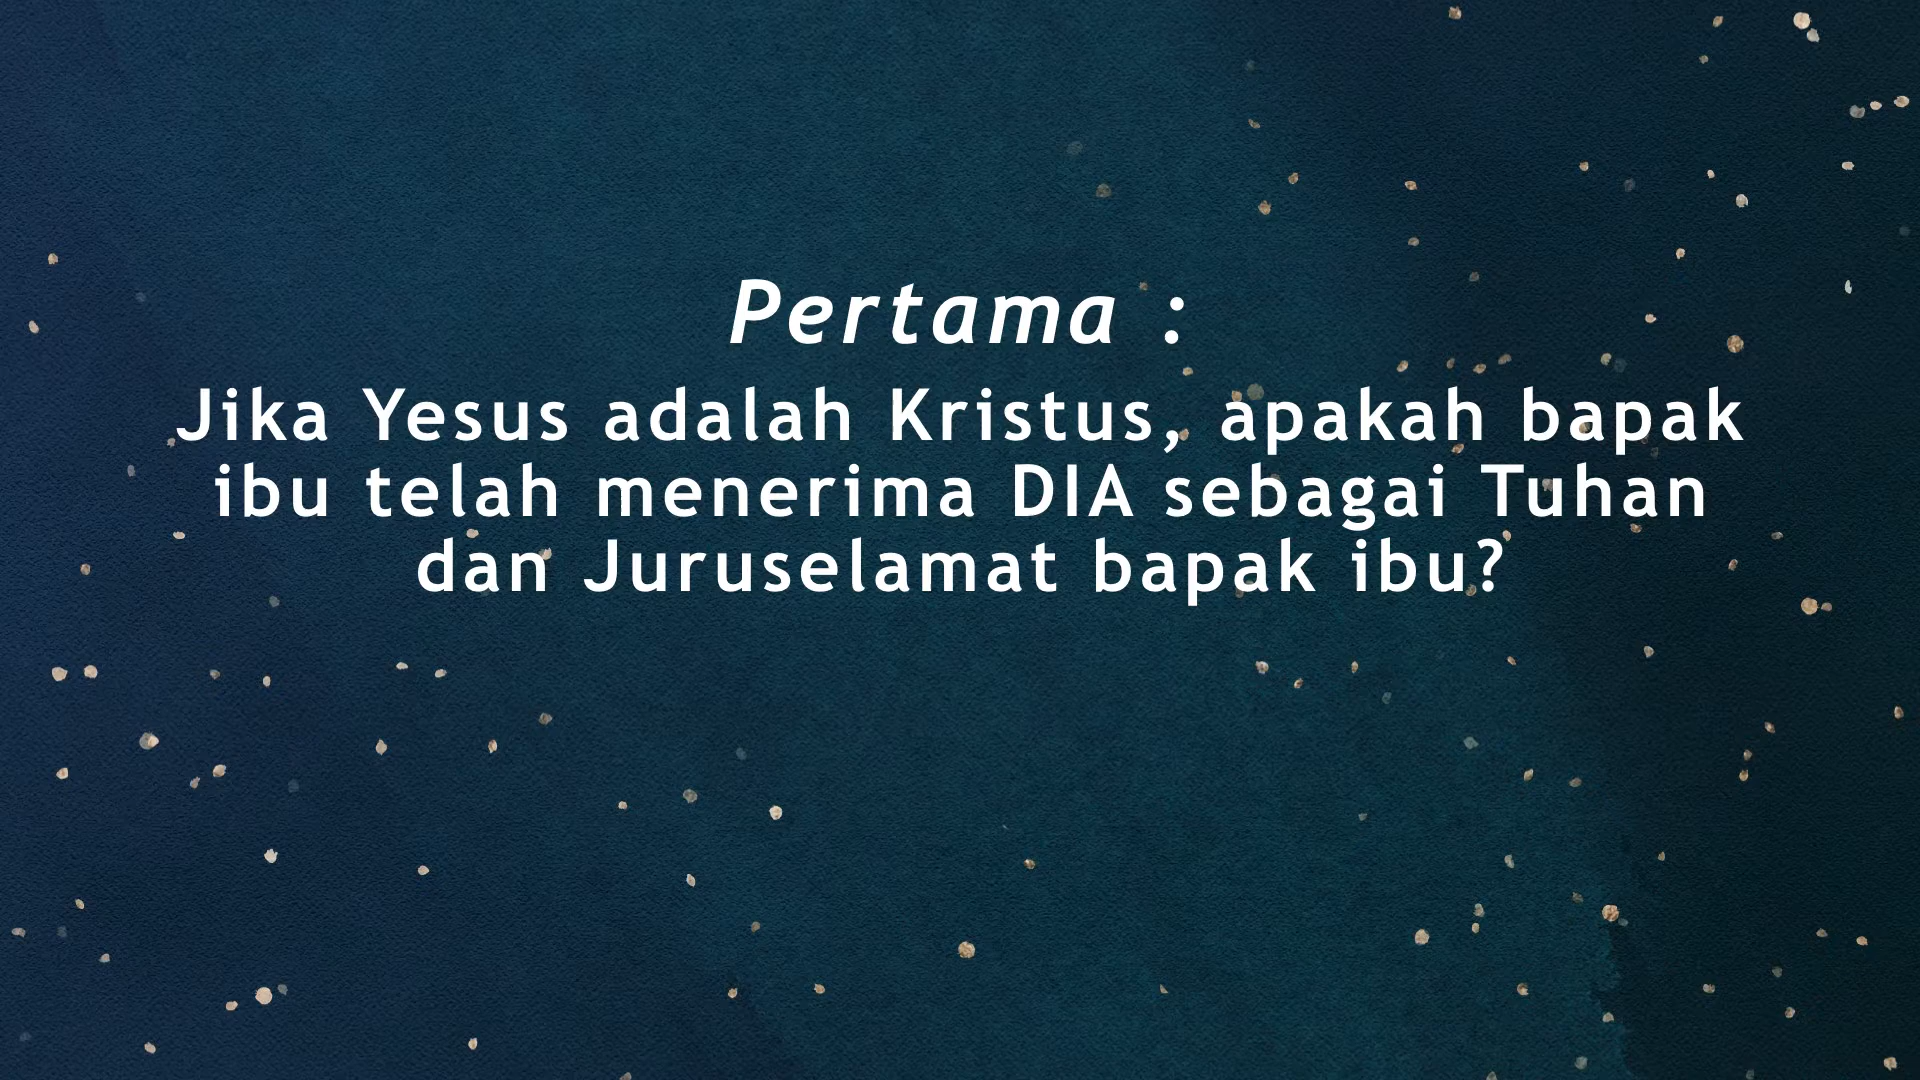 Pertama :
Jika Yesus adalah Kristus, apakah bapak
ibu telah menerima DIA sebagai Tuhan
dan Juruselamat bapak ibu?